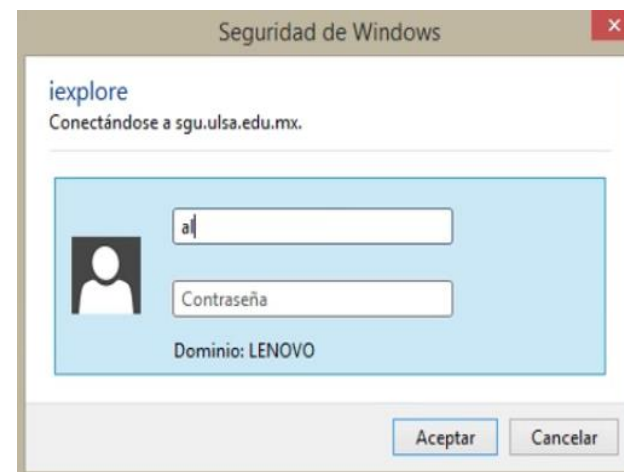 Seguridad de Windows
iexplore
Conectándose a sgu.ulsa.edu.mx.
al
Contraseña
Dominio: LENOVO
Aceptar
Cancelar